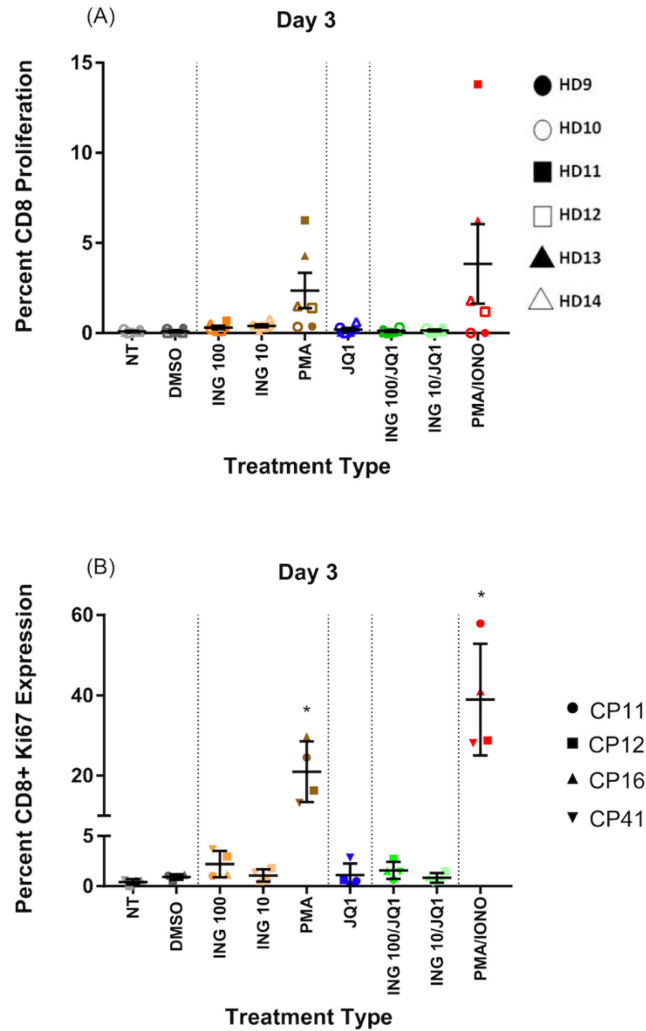 (A)
Day 3
Percent CD8 Proliferation
15
10
5
0
NT
DMSO
ING 100
ING 10
PMA
JQ1
ING 100/JQ1
ING 10/JQ1
PMA/IONO
Treatment Type
HD9
HD10
HD11
HD12
HD13
HD14
(B)
Day 3
Percent CD8+ Ki67 Expression
60
40
20
5
0
*
*
NT
DMSO
ING 100
ING 10
PMA
JQ1
ING 100/JQ1
ING 10/JQ1
PMA/IONO
Treatment Type
CP11
CP12
CP16
CP41